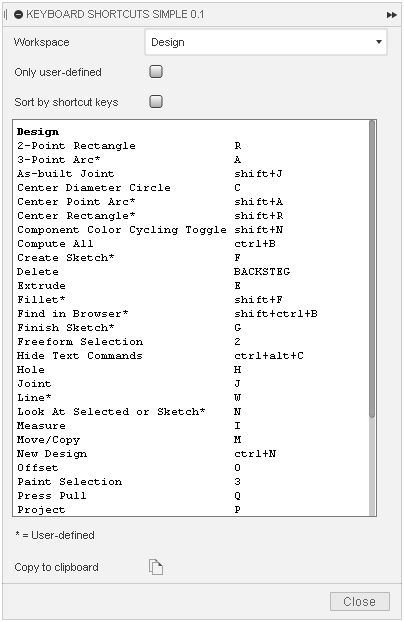 KEYBOARD SHORTCUTS SIMPLE 0.1
Workspace Design
Only user-defined
Sort by shortcut keys
Design
2-Point Rectangle R
3-Point Arc* A
As-built Joint shift+J
Center Diameter Circle C
Center Point Arc* shift+A
Center Rectangle* shift+R
Component Color Cycling Toggle shift+N
Compute All ctrl+B
Create Sketch* F
Delete BACKSTEG
Extrude E
Fillet* shift+F
Find in Browser* shift+ctrl+B
Finish Sketch* G
Freeform Selection 2
Hide Text Commands ctrl+alt+C
Hole H
Joint J
Line* W
Look At Selected or Sketch* N
Measure I
Move/Copy M
New Design ctrl+N
Offset O
Paint Selection 3
Press Pull Q
Project P
* = User-defined
Copy to clipboard
Close